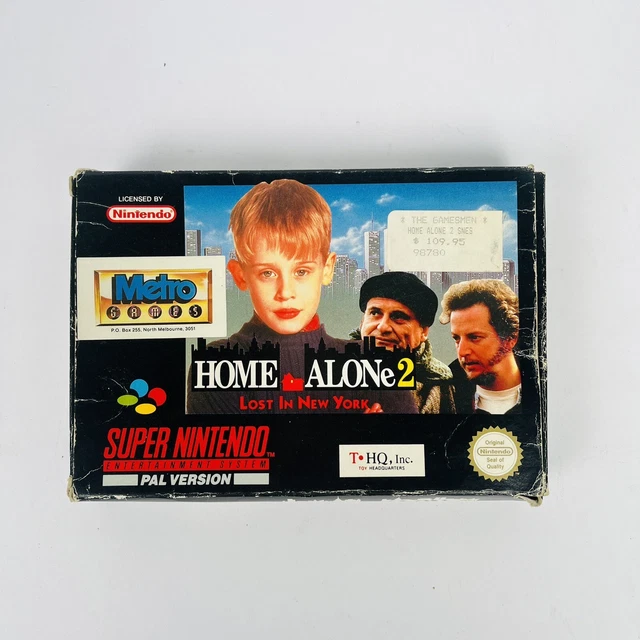 LICENSED BY
Nintendo
* THE GAMESMEN *
HOME ALONE 2 SNES
$ 109.95
98780
Metro
GAMES
P.O. Box 255, North Melbourne, 3051
HOME ALONe 2
LOST IN NEW YORK
SUPER NINTENDO
ENTERTAINMENT SYSTEM
PAL VERSION
T•HQ, Inc.
TOY HEADQUARTERS
Original
Nintendo
Seal of
Quality